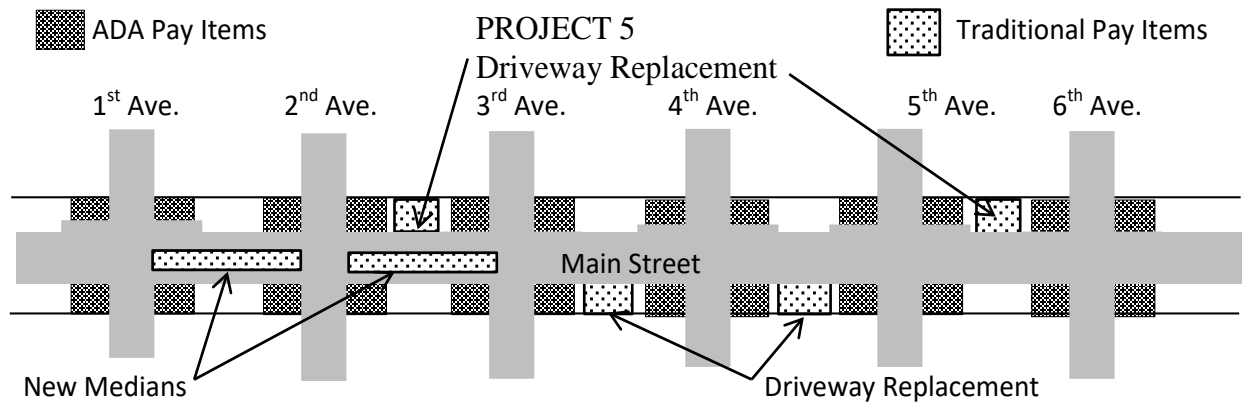 ADA Pay Items
PROJECT 5
Driveway Replacement
Traditional Pay Items
1st Ave.
2nd Ave.
3rd Ave.
4th Ave.
5th Ave.
6th Ave.
Main Street
New Medians
Driveway Replacement